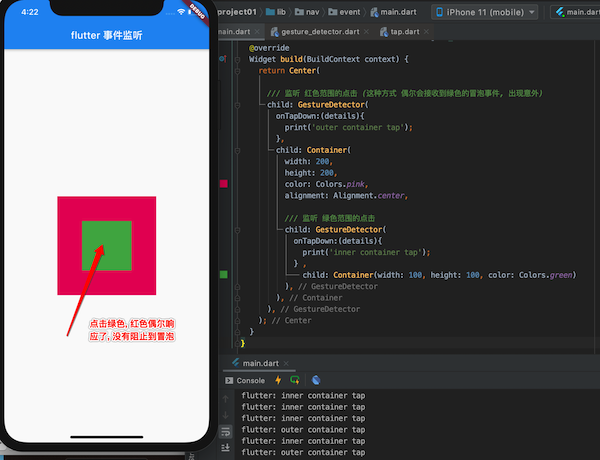 4:22
DEBUG
flutter 事件监听
点击绿色, 红色偶尔响
应了, 没有阻止到冒泡
project01 lib nav event main.dart iPhone 11 (mobile) main.dart
main.dart gesture_detector.dart tap.dart
@override
Widget build(BuildContext context) {
return Center(
/// 监听 红色范围的点击 (这种方式 偶尔会接收到绿色的冒泡事件, 出现意外)
child: GestureDetector(
onTapDown:(details){
print('outer container tap');
},
child: Container(
width: 200,
height: 200,
color: Colors.pink,
alignment: Alignment.center,
/// 监听 绿色范围的点击
child: GestureDetector(
onTapDown:(details){
print('inner container tap');
} ,
child: Container(width: 100, height: 100, color: Colors.green)
), // GestureDetector
), // Container
), // GestureDetector
); // Center
}
}
main.dart
Console
flutter: inner container tap
flutter: inner container tap
flutter: inner container tap
flutter: outer container tap
flutter: inner container tap
flutter: outer container tap